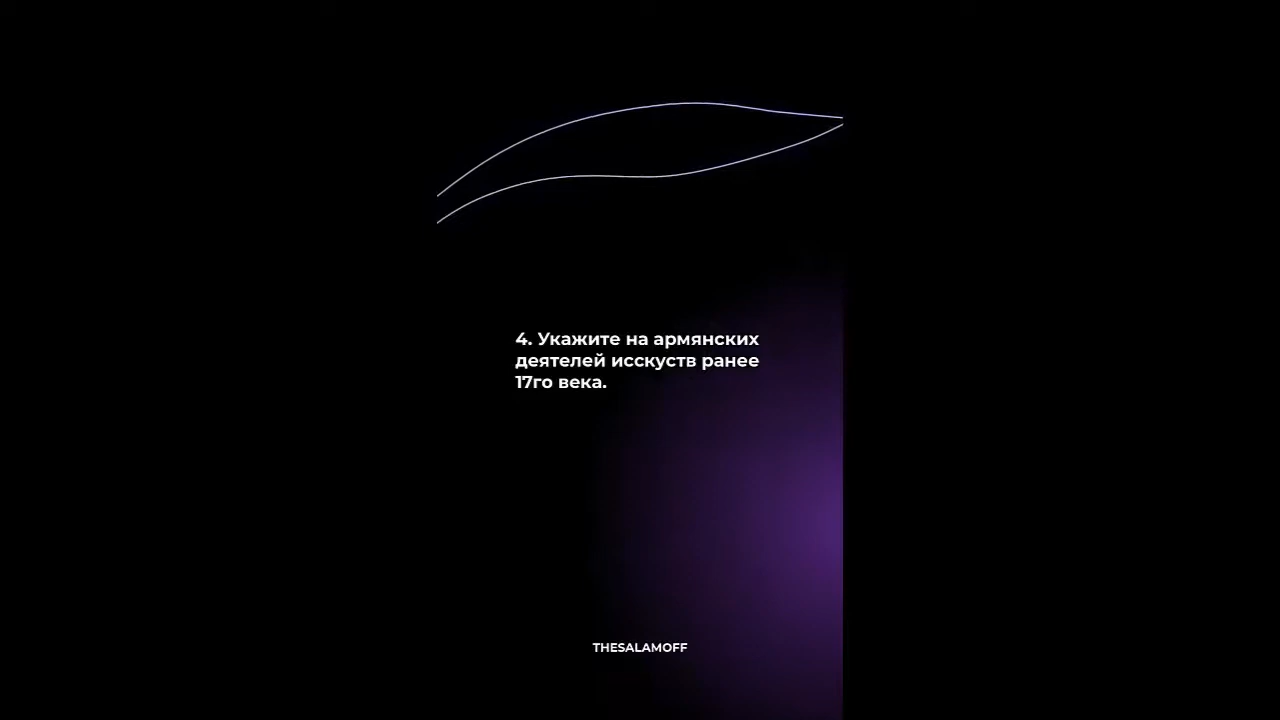 4. Укажите на армянских
деятелей исскуств ранее
17го века.
THESALAMOFF